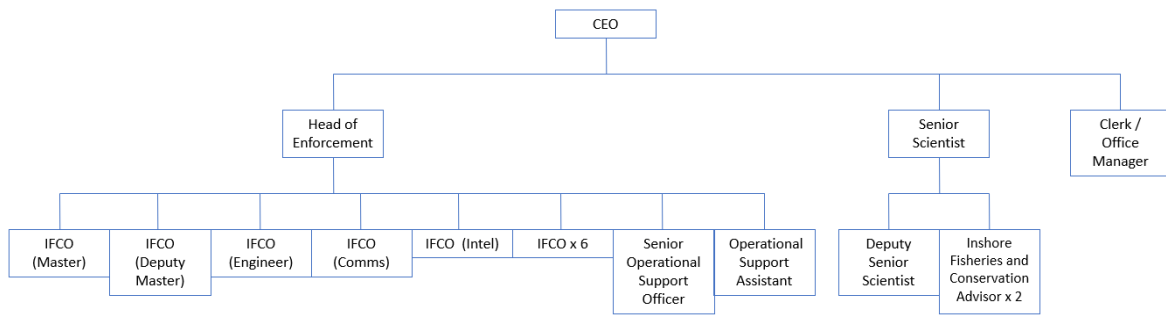 CEO
Head of
Enforcement
Senior
Scientist
Clerk /
Office
Manager
IFCO
(Master)
IFCO
(Deputy
Master)
IFCO
(Engineer)
IFCO
(Comms)
IFCO (Intel)
IFCO x 6
Senior
Operational
Support
Officer
Operational
Support
Assistant
Deputy
Senior
Scientist
Inshore
Fisheries and
Conservation
Advisor x 2